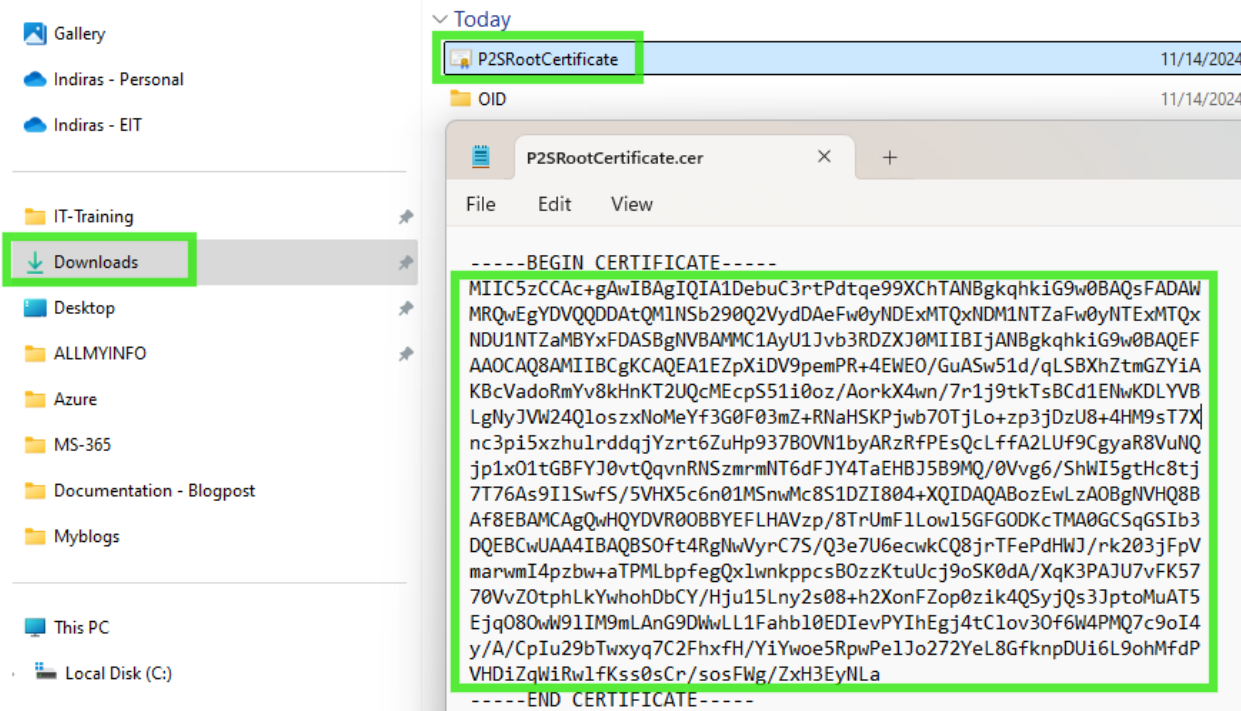 Gallery
Indiras - Personal
Indiras - EIT
IT-Training
Downloads
Desktop
ALLMYINFO
Azure
MS-365
Documentation - Blogpost
Myblogs
This PC
Local Disk (C:)
Today
P2SRootCertificate 11/14/2024
OID 11/14/2024
P2SRootCertificate.cer
File Edit View
-----BEGIN CERTIFICATE-----
MIIC5zCCAc+gAwIBAgIQIA1DebuC3rtPdtqe99XChTANBgkqhkiG9w0BAQsFADAW
MRQwEgYDVQQDDAtQMlNSb290Q2VydDAeFw0yNDExMTQxNDM1NTZaFw0yNTExMTQx
NDU1NTZaMBYxFDASBgNVBAMMC1AyU1Jvb3RDZXJ0MIIBIjANBgkqhkiG9w0BAQEF
AAOCAQ8AMIIBCgKCAQEA1EZpXiDV9pemPR+4EWEO/GuASw51d/qLSBXhZtmGZYiA
KBcVadoRmYv8kHnKT2UQcMEcpS51i0oz/AorkX4wn/7r1j9tkTsBCd1ENwKDLYVB
LgNyJVW24QloszxNoMeYf3G0F03mZ+RNaHSKPjwb7OTjLo+zp3jDzU8+4HM9sT7X
nc3pi5xzhulrddqjYzrt6ZuHp937BOVN1byARzRfPEsQcLffA2LUf9CgyaR8VuNQ
jp1xO1tGBFYJ0vtQqvnRNSzmrmNT6dFJY4TaEHBJ5B9MQ/0Vvg6/ShWI5gtHc8tj
7T76As9IlSwfS/5VHX5c6n01MSnwMc8S1DZI804+XQIDAQABozEwLzAOBgNVHQ8B
Af8EBAMCAgQwHQYDVR0OBBYEFLHAVzp/8TrUmFlLowl5GFGODKcTMA0GCSqGSIb3
DQEBCwUAA4IBAQBSOft4RgNwVyrC7S/Q3e7U6ecwkCQ8jrTFePdHWJ/rk203jFpV
marwmI4pzbw+aTPMLbpfegQxlwnkppcsBOzzKtuUcj9oSK0dA/XqK3PAJU7vFK57
70VvZOtphLkYwhohDbCY/Hju15Lny2s08+h2XonFZop0zik4QSyjQs3JptoMuAT5
EjqO8OwW9lIM9mLAnG9DWwLL1Fahbl0EDIevPYIhEgj4tClov3Of6W4PMQ7c9oI4
y/A/CpIu29bTwxyq7C2FhxfH/YiYwoe5RpwPelJo272YeL8GfknpDUi6L9ohMfdP
VHDiZqWiRwlfKss0sCr/sosFWg/ZxH3EyNLa
-----END CERTIFICATE-----